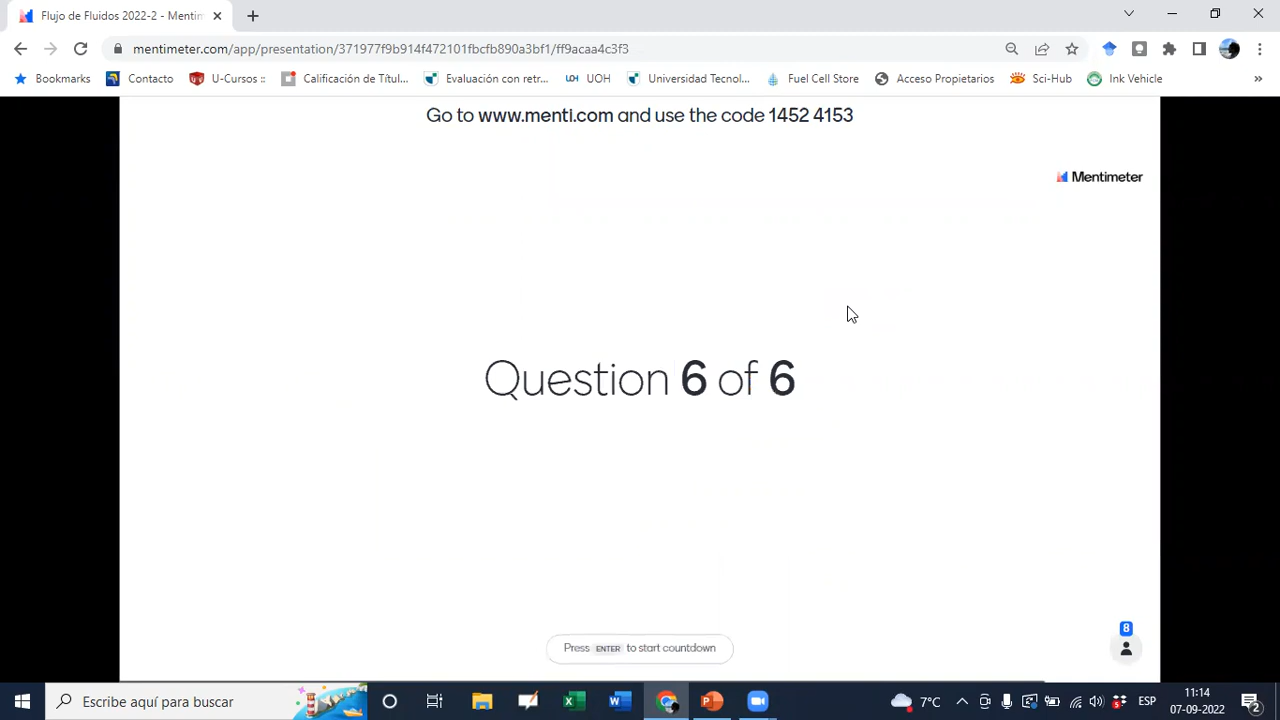 Flujo de Fluidos 2022-2 - Mentim
mentimeter.com/app/presentation/371977f9b914f472101fbcfb890a3bf1/ff9acaa4c3f3
Bookmarks Contacto U-Cursos :: Calificación de Títul... Evaluación con retr... UOH Universidad Tecnol... Fuel Cell Store Acceso Propietarios Sci-Hub Ink Vehicle »
Go to www.menti.com and use the code 1452 4153
Mentimeter
Question 6 of 6
8
Press ENTER to start countdown
Escribe aquí para buscar
7°C
ESP
11:14
07-09-2022
2